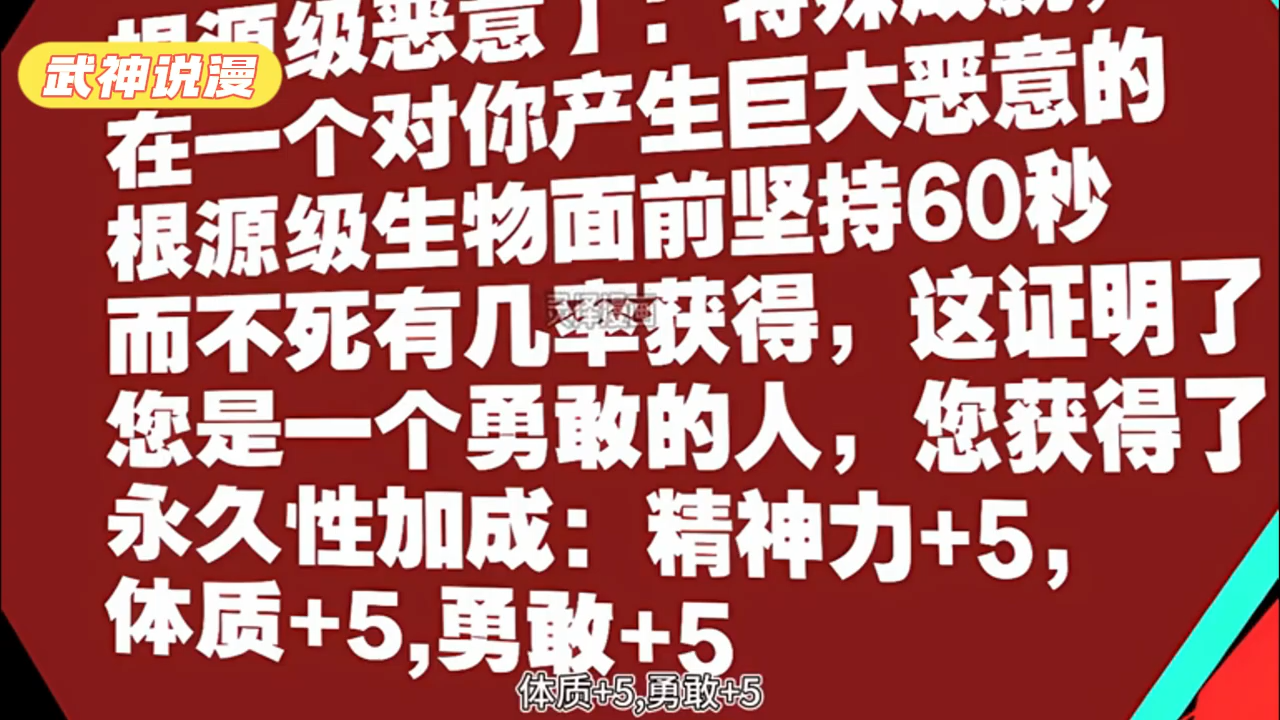 根源级恶意】：特殊成就，
武神说漫
在一个对你产生巨大恶意的
根源级生物面前坚持60秒
而不死有几率获得，这证明了
您是一个勇敢的人，您获得了
永久性加成：精神力+5，
体质+5,勇敢+5
体质+5,勇敢+5